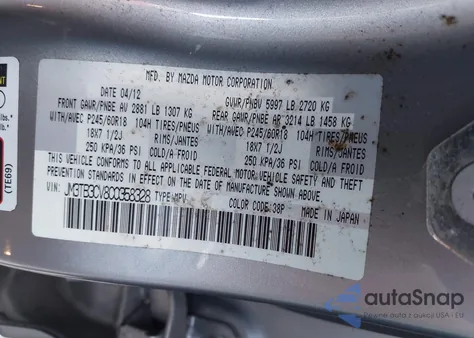 MFD. BY MAZDA MOTOR CORPORATION
DATE 04/12 GVWR/PNBV 5997 LB 2720 KG
FRONT GAWR/PNBE AV 2881 LB 1307 KG REAR GAWR/PNBE AR 3214 LB 1458 KG
WITH/AVEC P245/60R18 104H TIRES/PNEUS WITH/AVEC P245/60R18 104H TIRES/PNEUS
18X7 1/2J RIMS/ 18X7 1/2J
250 KPA/36 PSI COLD/A FROID 250 KPA/36 PSI COLD/A FROID
THIS VEHICLE CONFORMS TO ALL APPLICABLE FEDERAL MOTOR VEHICLE SAFETY AND THEFT
PREVENTION STANDARDS IN EFFECT ON THE DATE OF MANUFACTURE SHOWN ABOVE.
VIN: JM3TB3CV8C0358328 TYPE:MPV COLOR CODE:38P MADE IN JAPAN
(TE69)
autoSnap
Pewne auta z aukcji USA i EU